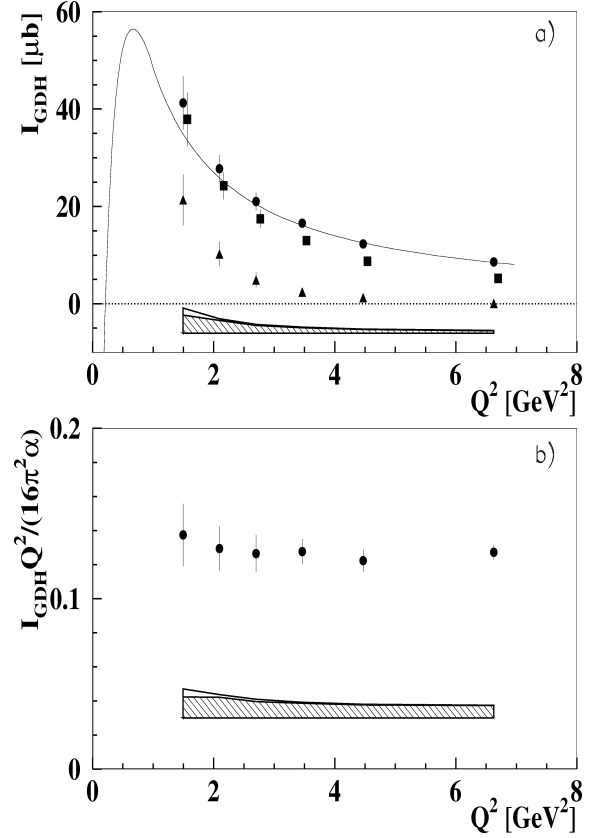 a)
I_GDH [μb]
60
40
20
0
0 2 4 6 8
Q² [GeV²]
b)
I_GDH Q²/(16π²α)
0.2
0.1
0
0 2 4 6 8
Q² [GeV²]